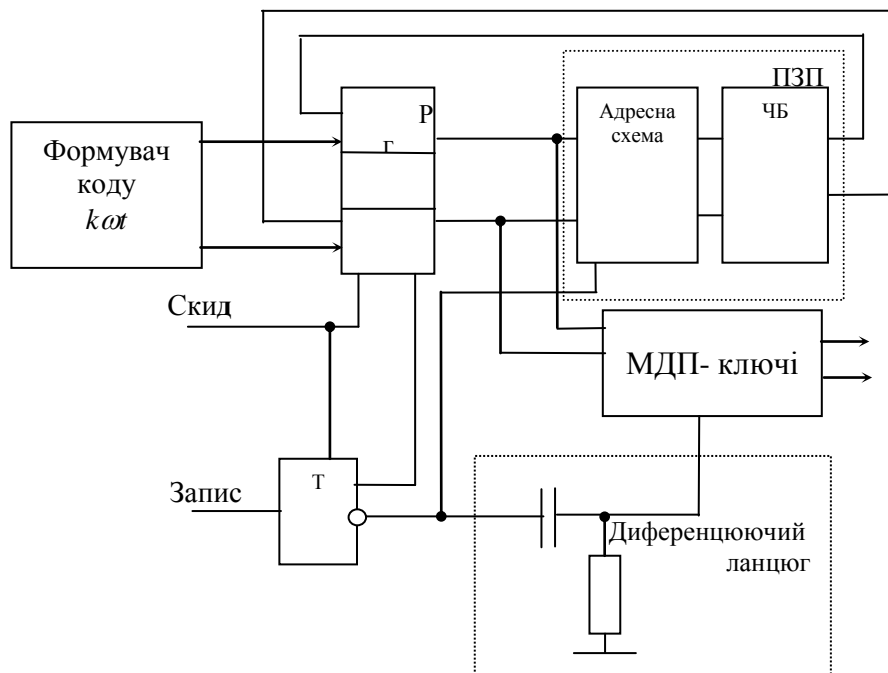 ПЗП
Р
Г
Адресна
схема
ЧБ
Формувач
коду
kωt
Скид
МДП- ключі
Запис
Т
Диференцюючий
ланцюг